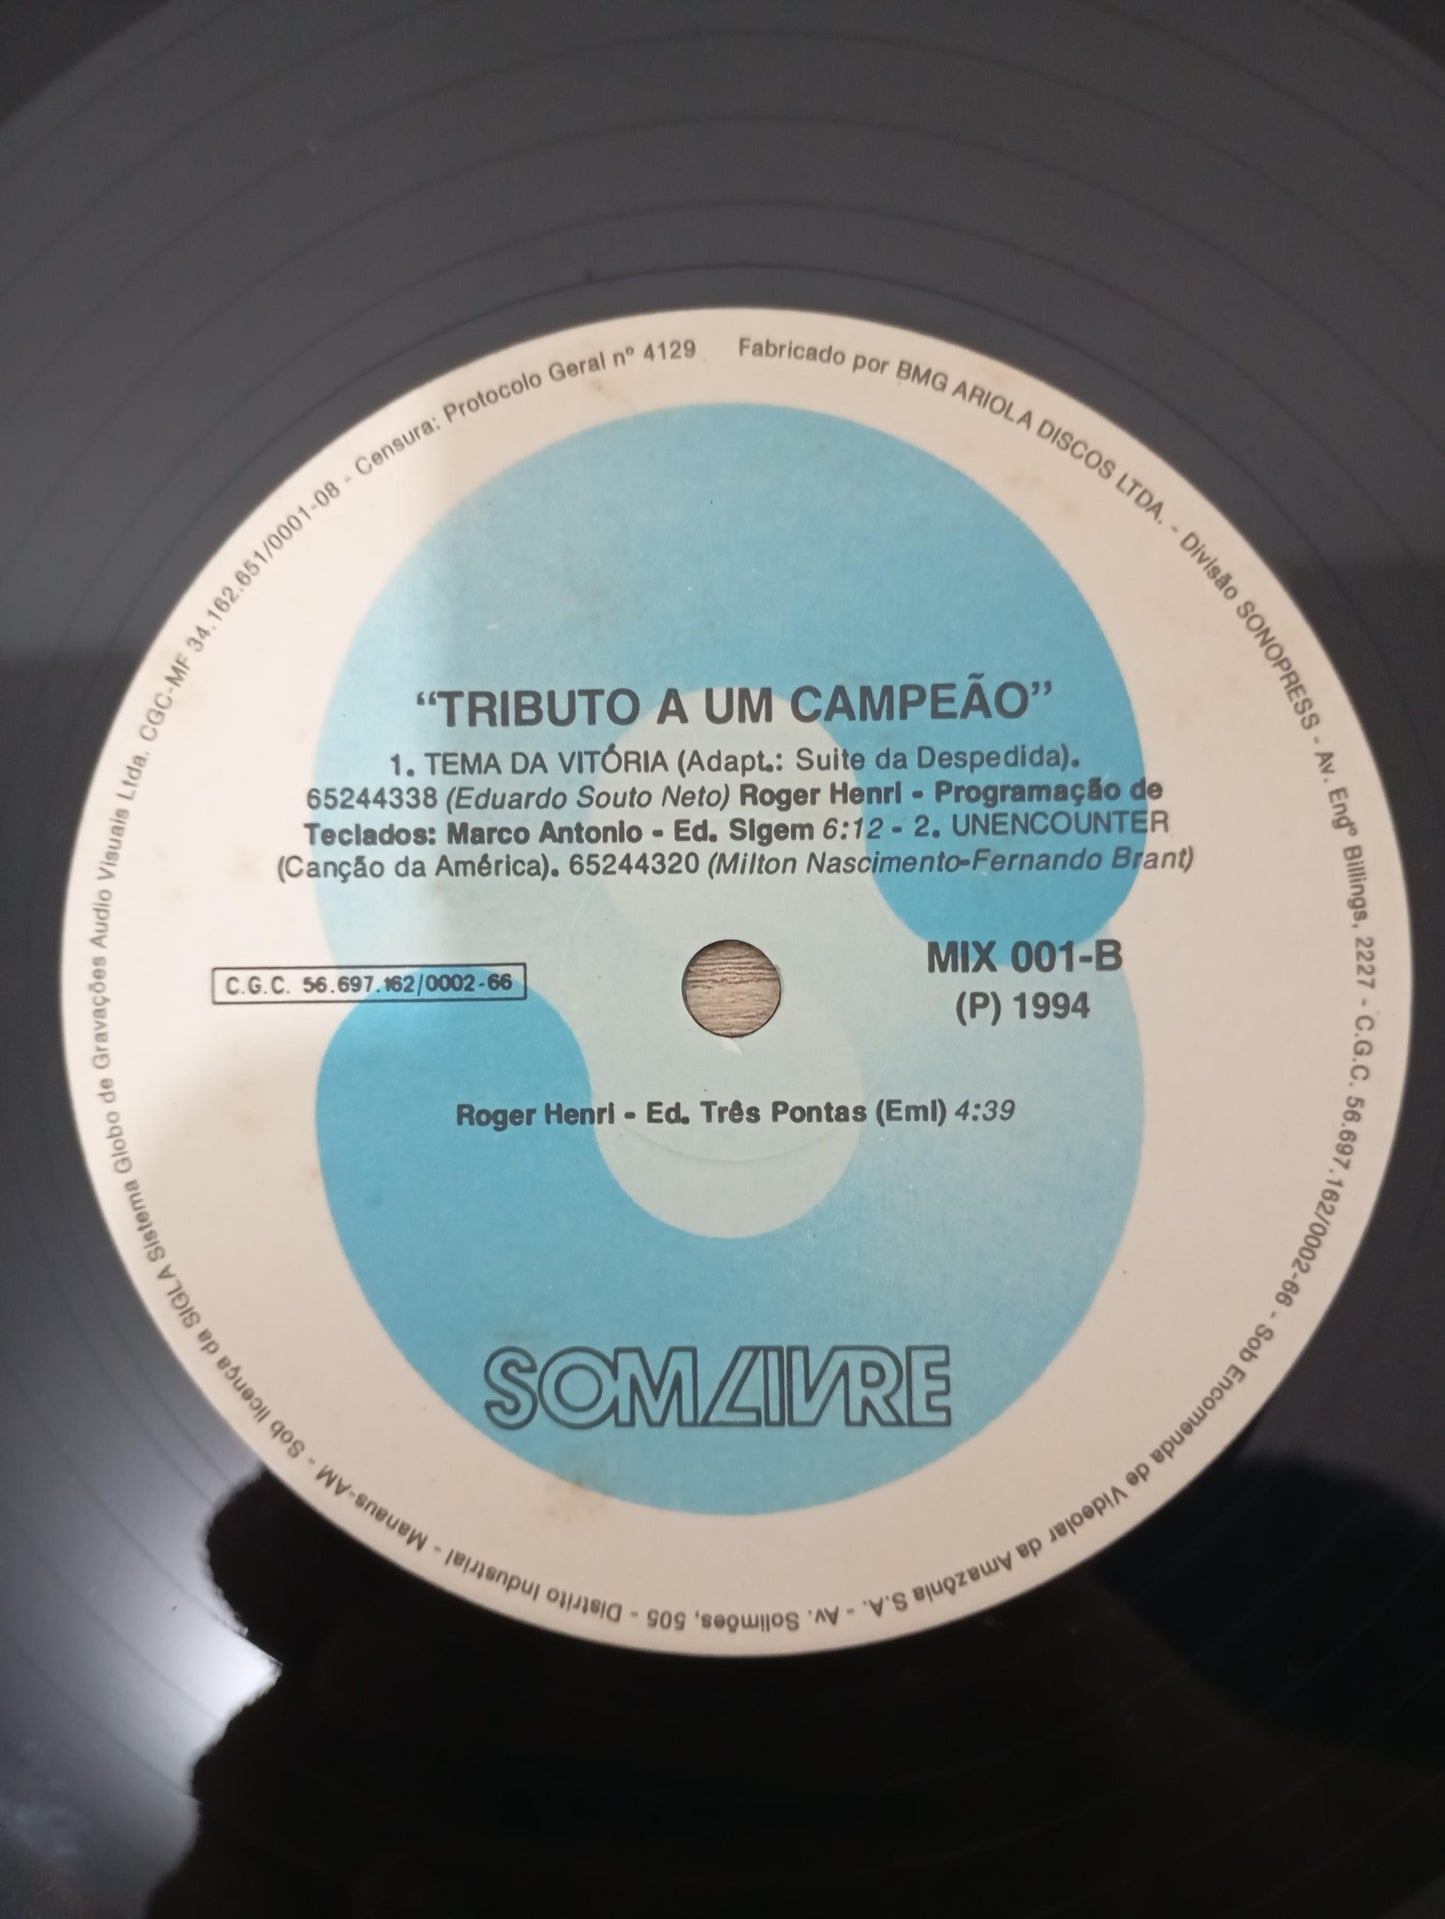 Fabricado por BMG ARIOLA DISCOS LTDA. - Divisão SONOPRESS - Av. Engº Billings, 2227 - C.G.C. 56.697.162/0002-66 - Sob Encomenda de Videolar da Amazônia S.A. - Av. Solimões, 505 - Distrito Industrial - Manaus-AM - Sob licença da SIGLA Sistema Globo de Gravações Audio Visuais Ltda. CGC-MF 34.162.651/0001-08 - Censura: Protocolo Geral nº 4129
“TRIBUTO A UM CAMPEÃO”
1. TEMA DA VITÓRIA (Adapt.: Suite da Despedida).
65244338 (Eduardo Souto Neto) Roger Henri - Programação de
Teclados: Marco Antonio - Ed. Sigem 6:12 - 2. UNENCOUNTER
(Canção da América). 65244320 (Milton Nascimento-Fernando Brant)
C.G.C. 56.697.162/0002-66
MIX 001-B
(P) 1994
Roger Henri - Ed. Três Pontas (Emi) 4:39
SOM LIVRE